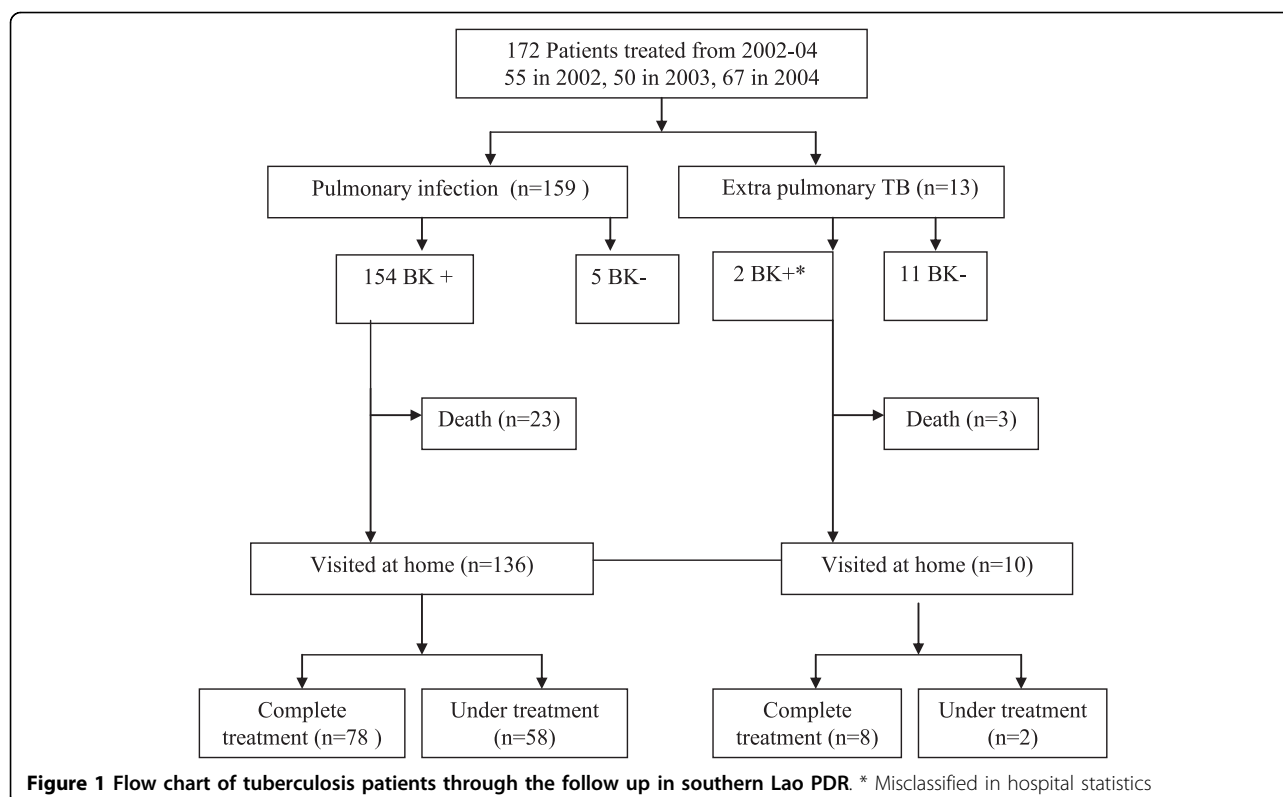 172 Patients treated from 2002-04
55 in 2002, 50 in 2003, 67 in 2004
Pulmonary infection (n=159 )
Extra pulmonary TB (n=13)
154 BK +
5 BK-
2 BK+*
11 BK-
Death (n=23)
Death (n=3)
Visited at home (n=136)
Visited at home (n=10)
Complete
treatment (n=78 )
Under treatment
(n=58)
Complete
treatment (n=8)
Under treatment
(n=2)
Figure 1 Flow chart of tuberculosis patients through the follow up in southern Lao PDR. * Misclassified in hospital statistics